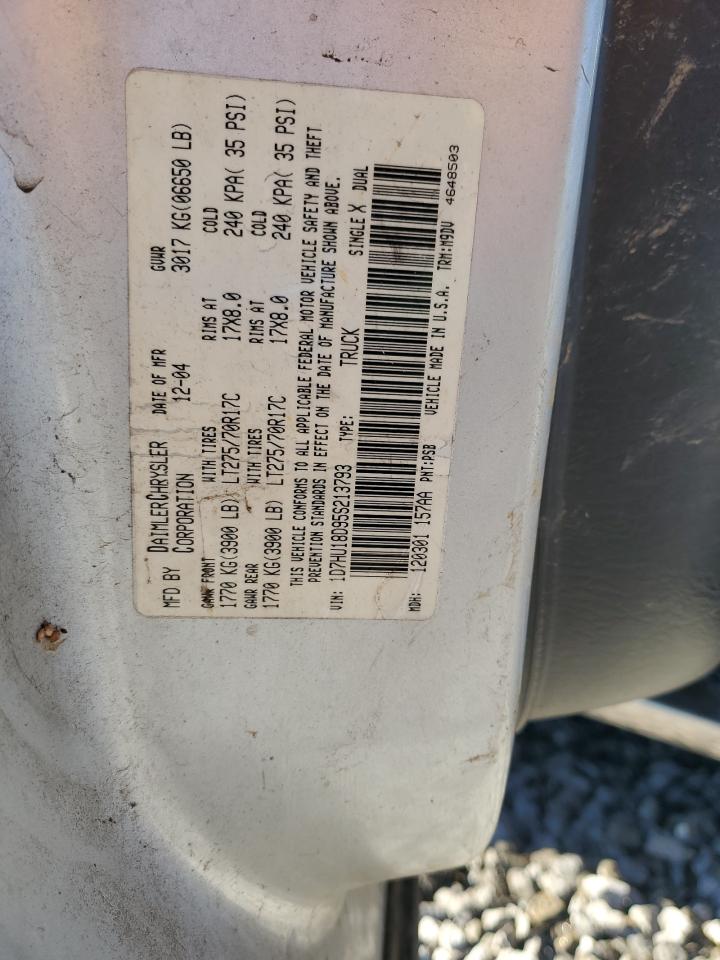 MFD BY DAIMLERCHRYSLER CORPORATION
DATE OF MFR 12-04
GVWR 3017 KG(06650 LB)
GAWR FRONT WITH TIRES RIMS AT COLD
1770 KG(3900 LB) LT275/70R17C 17X8.0 240 KPA( 35 PSI)
GAWR REAR WITH TIRES RIMS AT COLD
1770 KG(3900 LB) LT275/70R17C 17X8.0 240 KPA( 35 PSI)
THIS VEHICLE CONFORMS TO ALL APPLICABLE FEDERAL MOTOR VEHICLE SAFETY AND THEFT
PREVENTION STANDARDS IN EFFECT ON THE DATE OF MANUFACTURE SHOWN ABOVE.
VIN: 1D7HU18D95S213793 TYPE: TRUCK SINGLE X DUAL
MDH: 120301 157AA PNT:PSB VEHICLE MADE IN U.S.A. TRM:M9DV
4648503